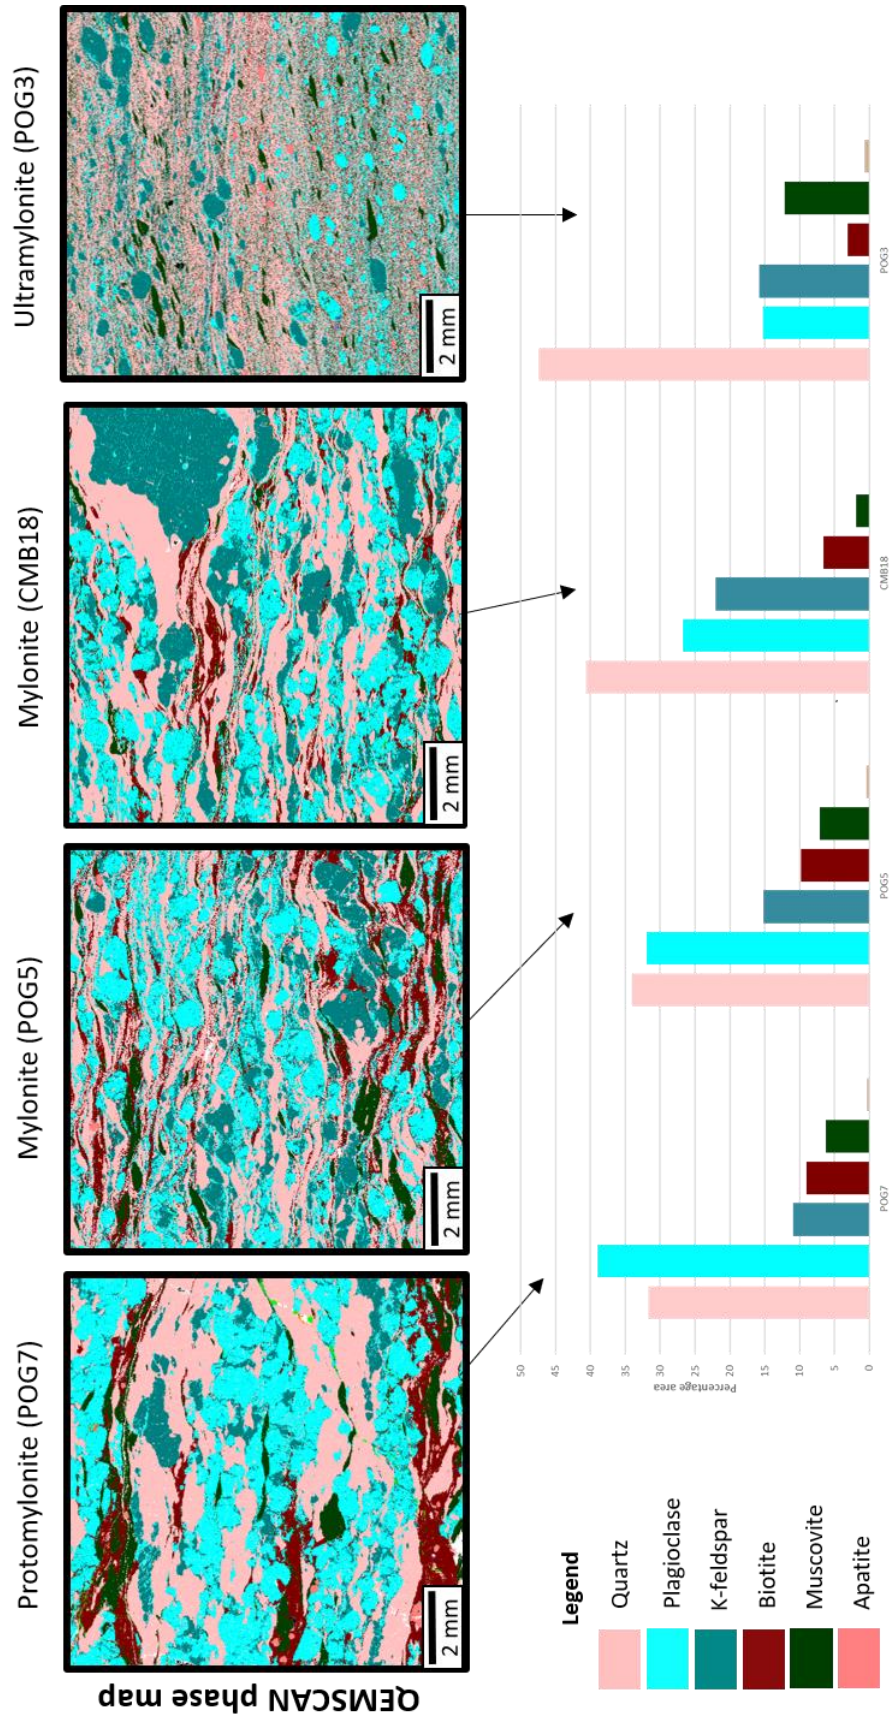 Protomylonite (POG7)
Mylonite (POG5)
Mylonite (CMB18)
Ultramylonite (POG3)
QEMSCAN phase map
2 mm
2 mm
2 mm
2 mm
Legend
Quartz
Plagioclase
K-feldspar
Biotite
Muscovite
Apatite
Percentage area
50
45
40
35
30
25
20
15
10
5
0
POG7
POG5
CMB18
POG3